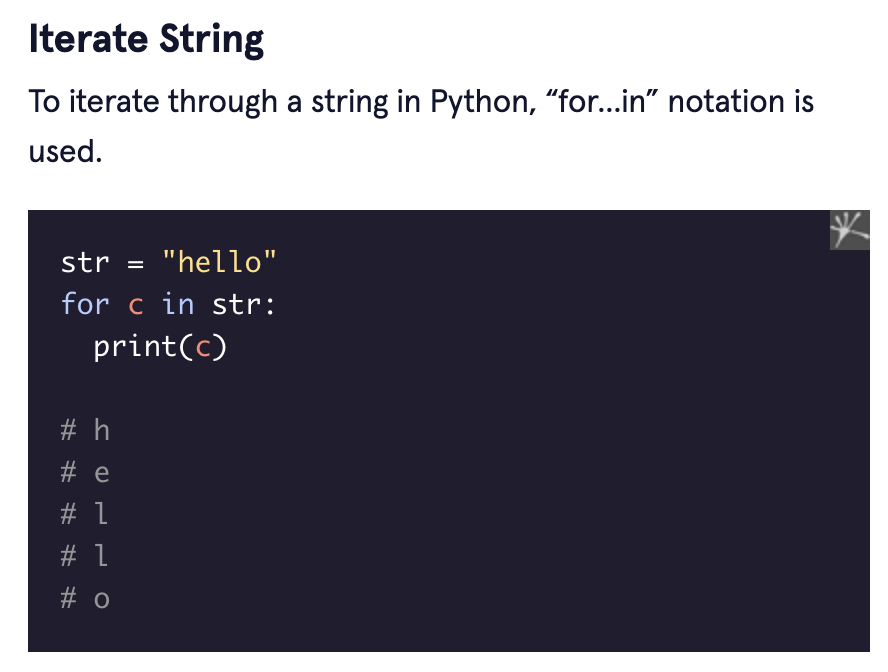 Iterate String
To iterate through a string in Python, “for...in” notation is
used.
str = "hello"
for c in str:
  print(c)
# h
# e
# l
# l
# o